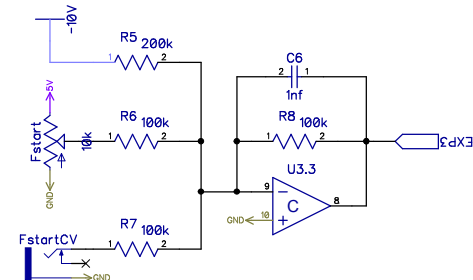 -10V
R5
200k
1
2
C6
2
1
1nf
5V
Fstart
10k
R6
100k
1
2
R8
100k
1
2
EXP3
U3.3
9
8
C
GND
10
GND
R7
100k
FstartCV
1
2
GND